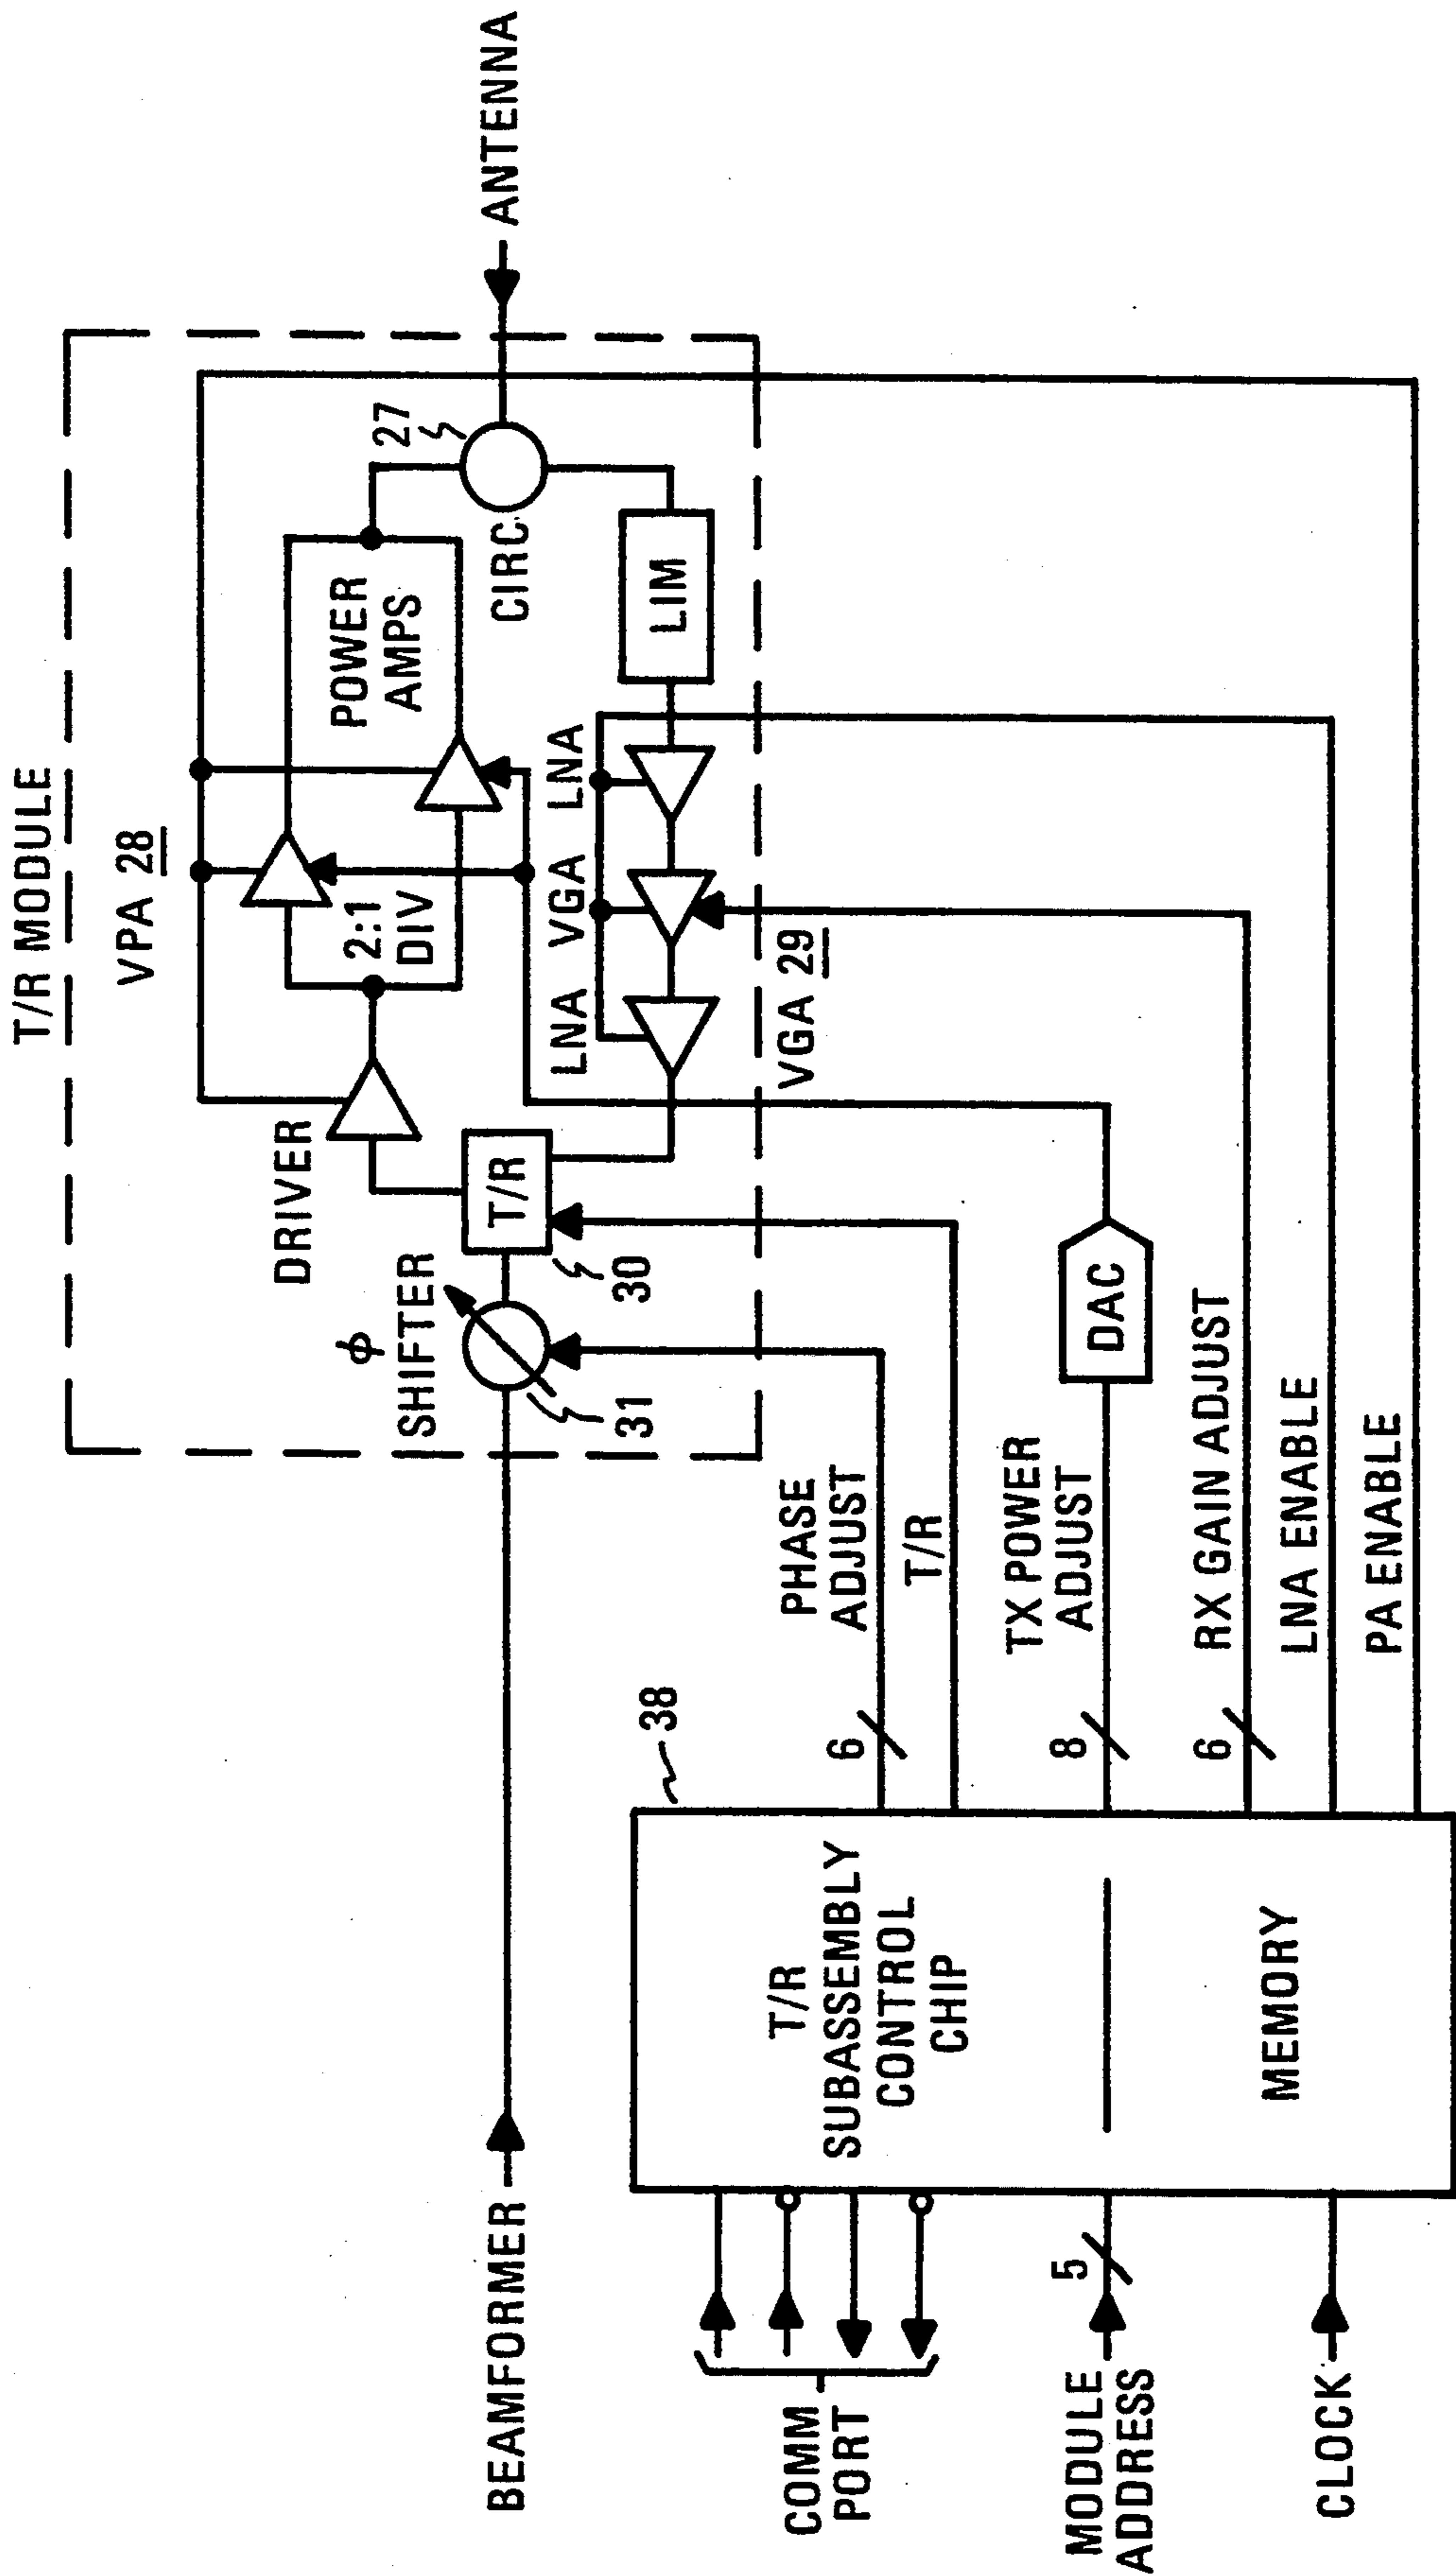 T/R MODULE
VPA 28
DRIVER
2:1
DIV
POWER
AMPS
27
CIRC
ANTENNA
ϕ
SHIFTER
31
T/R
30
LNA
VGA
LNA
LIM
VGA 29
BEAMFORMER
38
PHASE
ADJUST
6
T/R
TX POWER
ADJUST
8
DAC
RX GAIN ADJUST
6
LNA ENABLE
PA ENABLE
T/R
SUBASSEMBLY
CONTROL
CHIP
MEMORY
COMM
PORT
MODULE
ADDRESS
5
CLOCK